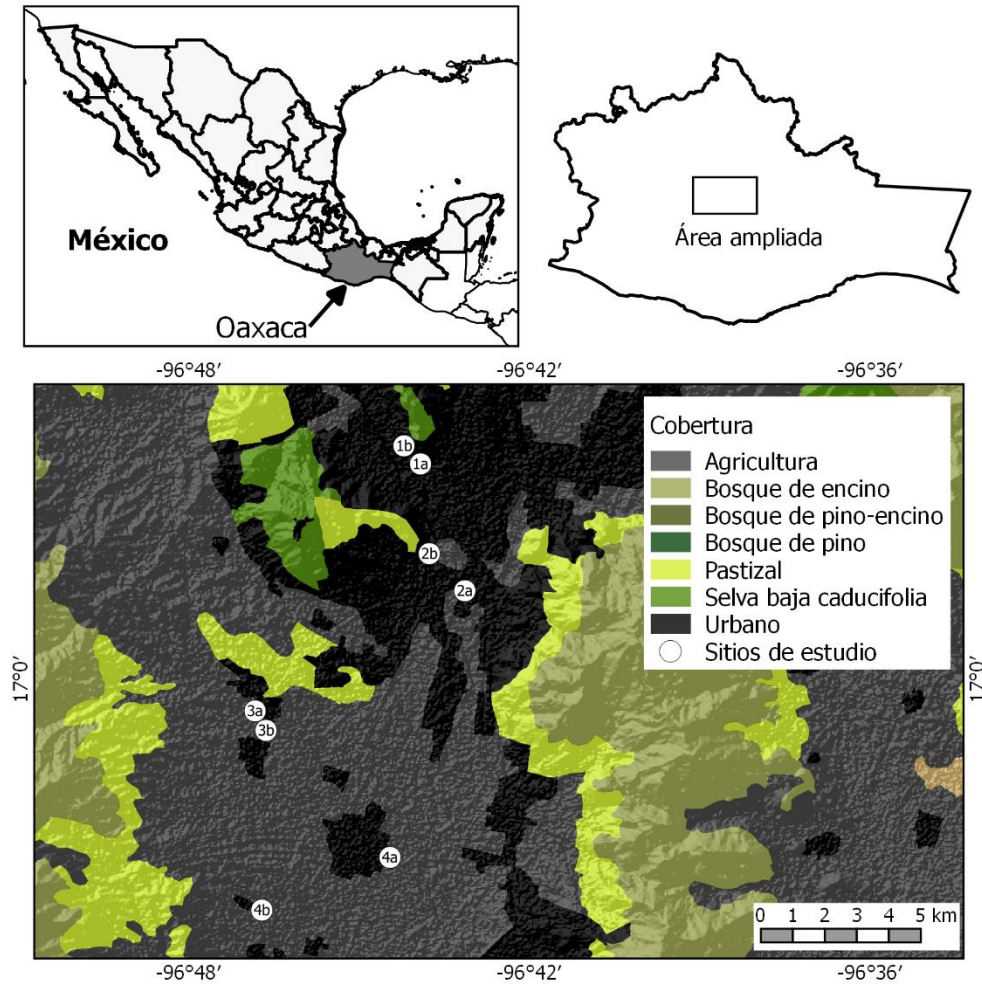 México
Oaxaca
Área ampliada
-96°48′
-96°42′
-96°36′
17°0′
17°0′
Cobertura
Agricultura
Bosque de encino
Bosque de pino-encino
Bosque de pino
Pastizal
Selva baja caducifolia
Urbano
Sitios de estudio
1b
1a
2b
2a
3a
3b
4a
4b
0 1 2 3 4 5 km
-96°48′
-96°42′
-96°36′